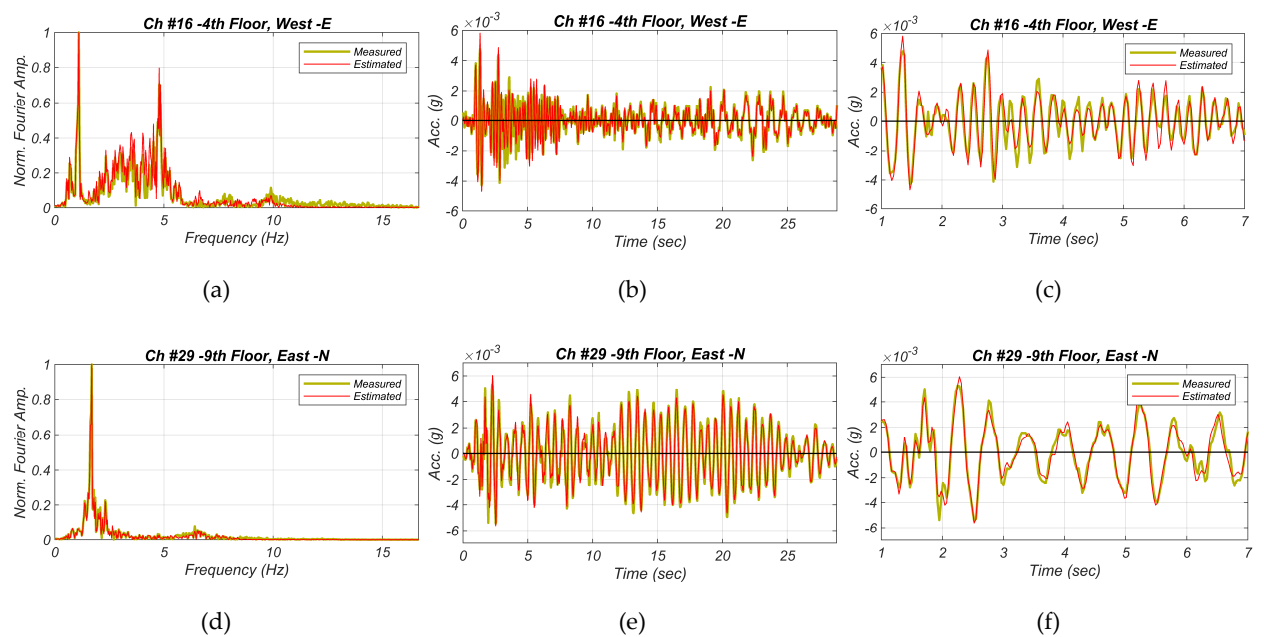 Ch #16 -4th Floor, West -E
Norm. Fourier Amp.
1
0.8
0.6
0.4
0.2
0
Measured
Estimated
0 5 10 15
Frequency (Hz)
(a)
Ch #16 -4th Floor, West -E
×10⁻³
Acc. (g)
6
4
2
0
-2
-4
-6
0 5 10 15 20 25
Time (sec)
(b)
Ch #16 -4th Floor, West -E
×10⁻³
Acc. (g)
6
4
2
0
-2
-4
-6
Measured
Estimated
1 2 3 4 5 6 7
Time (sec)
(c)
Ch #29 -9th Floor, East -N
Norm. Fourier Amp.
1
0.8
0.6
0.4
0.2
0
Measured
Estimated
0 5 10 15
Frequency (Hz)
(d)
Ch #29 -9th Floor, East -N
×10⁻³
Acc. (g)
6
4
2
0
-2
-4
-6
0 5 10 15 20 25
Time (sec)
(e)
Ch #29 -9th Floor, East -N
×10⁻³
Acc. (g)
6
4
2
0
-2
-4
-6
Measured
Estimated
1 2 3 4 5 6 7
Time (sec)
(f)